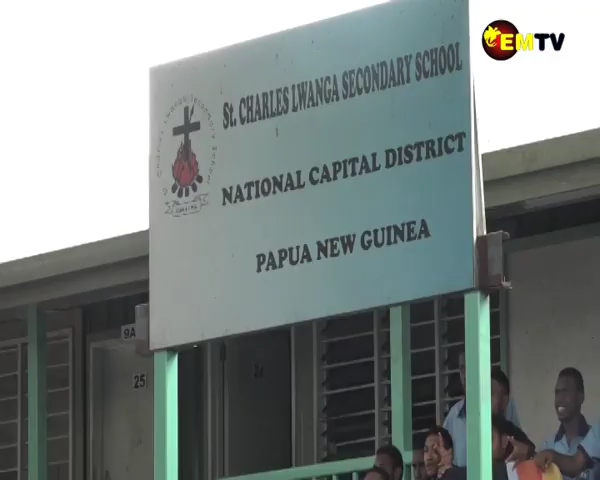 EMTV
St. CHARLES LWANGA SECONDARY SCHOOL
NATIONAL CAPITAL DISTRICT
PAPUA NEW GUINEA
9A
25